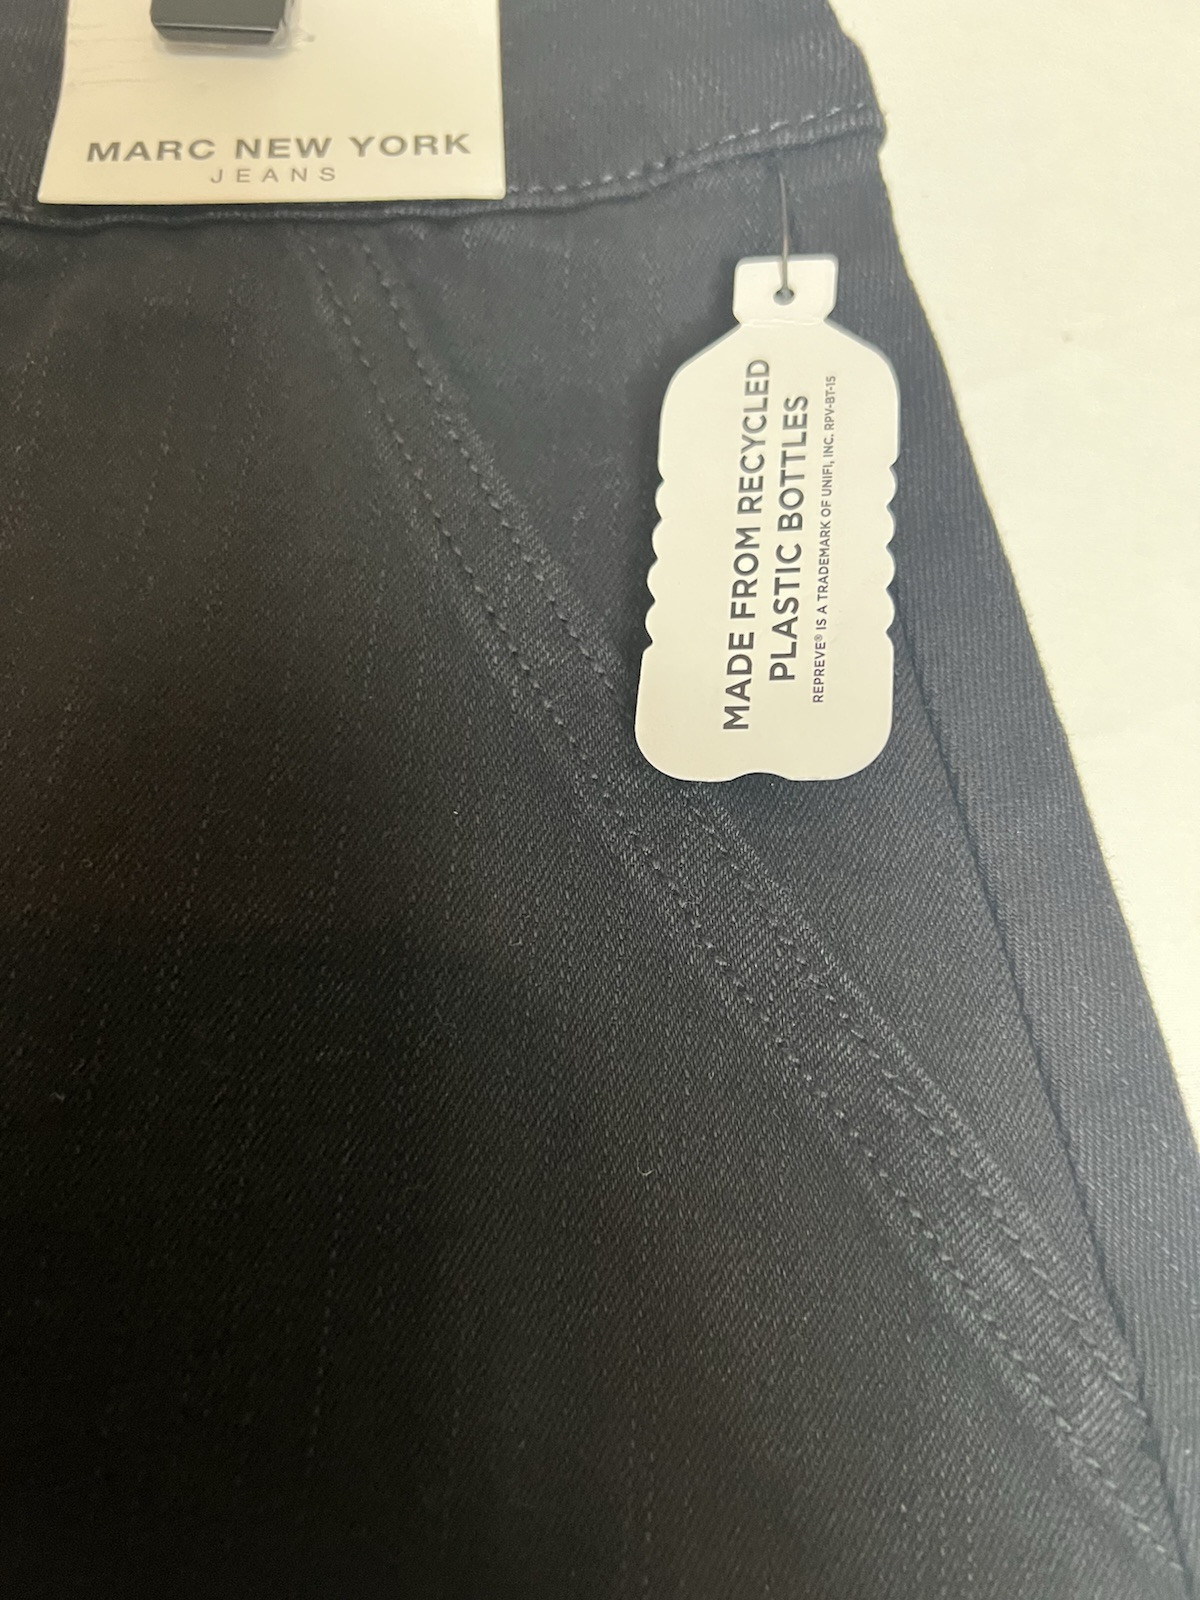 MARC NEW YORK
JEANS
MADE FROM RECYCLED
PLASTIC BOTTLES
REPREVE® IS A TRADEMARK OF UNIFI, INC. RPV-BT-15